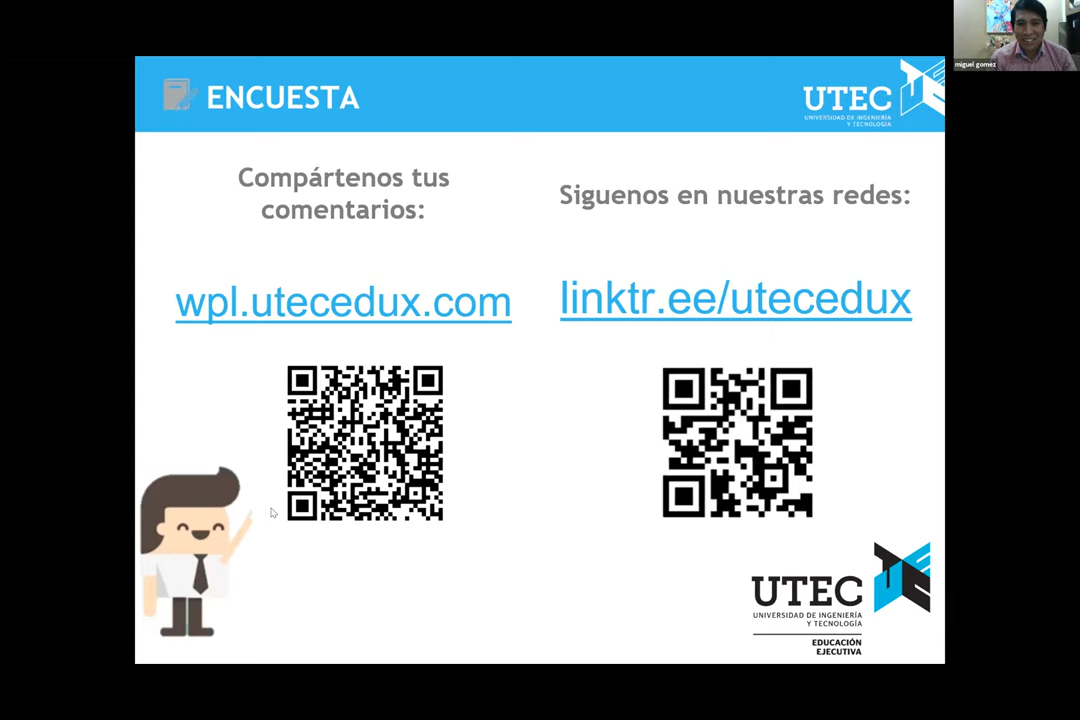 miguel gomez
ENCUESTA
UTEC
UNIVERSIDAD DE INGENIERÍA
Y TECNOLOGÍA
Compártenos tus
comentarios:
Siguenos en nuestras redes:
wpl.utecedux.com
linktr.ee/utecedux
UTEC
UNIVERSIDAD DE INGENIERÍA
Y TECNOLOGÍA
EDUCACIÓN
EJECUTIVA